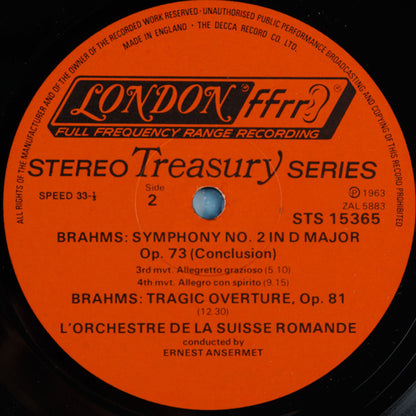 ALL RIGHTS OF THE MANUFACTURER AND OF THE OWNER OF THE RECORDED WORK RESERVED · UNAUTHORISED PUBLIC PERFORMANCE BROADCASTING AND COPYING OF THIS RECORD PROHIBITED
MADE IN ENGLAND · THE DECCA RECORD CO. LTD.
LONDON ffrr
FULL FREQUENCY RANGE RECORDING
STEREO Treasury SERIES
SPEED 33-⅓
Side
2
Ⓟ 1963
ZAL 5883
STS 15365
BRAHMS: SYMPHONY NO. 2 IN D MAJOR
Op. 73 (Conclusion)
3rd mvt. Allegretto grazioso (5.10)
4th mvt. Allegro con spirito (9.15)
BRAHMS: TRAGIC OVERTURE, Op. 81
(12.30)
L'ORCHESTRE DE LA SUISSE ROMANDE
conducted by
ERNEST ANSERMET